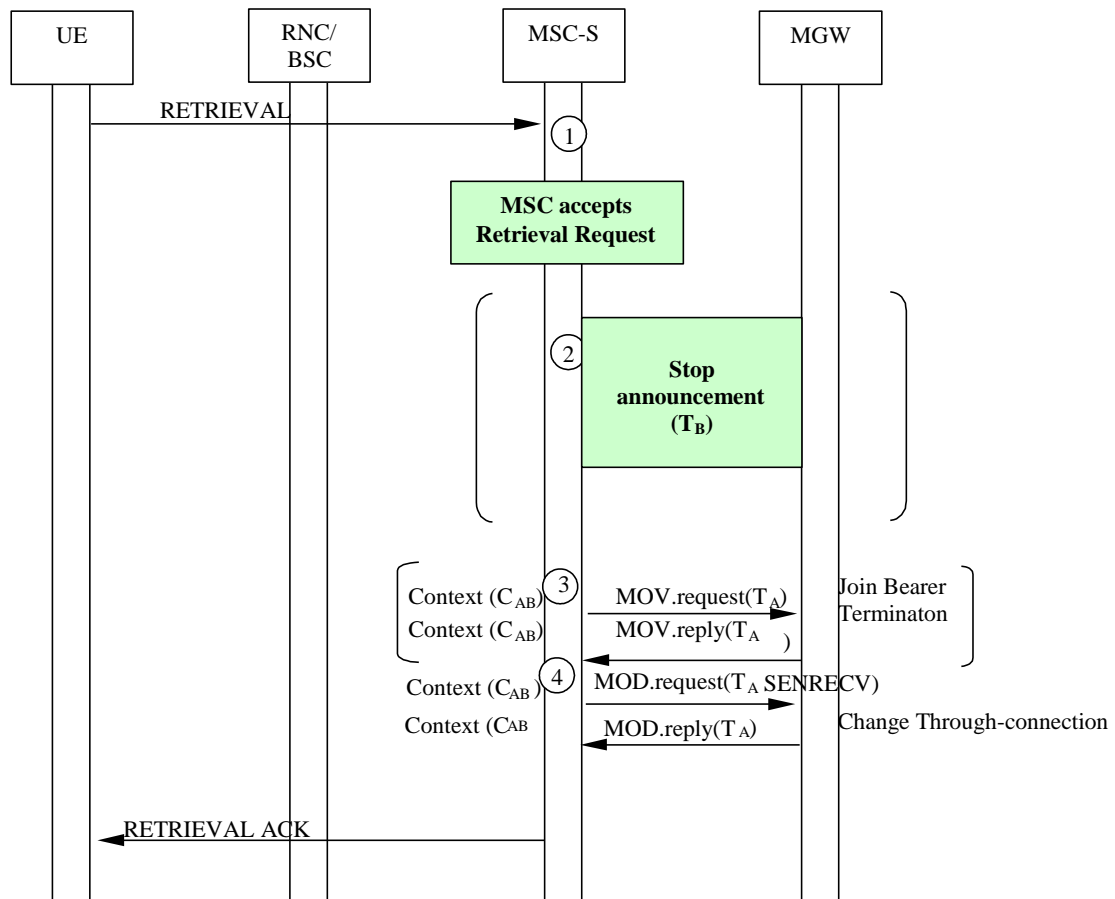 UE
RNC/
BSC
MSC-S
MGW
RETRIEVAL
1
MSC accepts
Retrieval Request
2
Stop
announcement
(TB)
3
Context (CAB)
MOV.request(TA)
Join Bearer
Terminaton
Context (CAB)
MOV.reply(TA )
4
Context (CAB)
MOD.request(TA SENRECV)
Context (CAB
MOD.reply(TA)
Change Through-connection
RETRIEVAL ACK